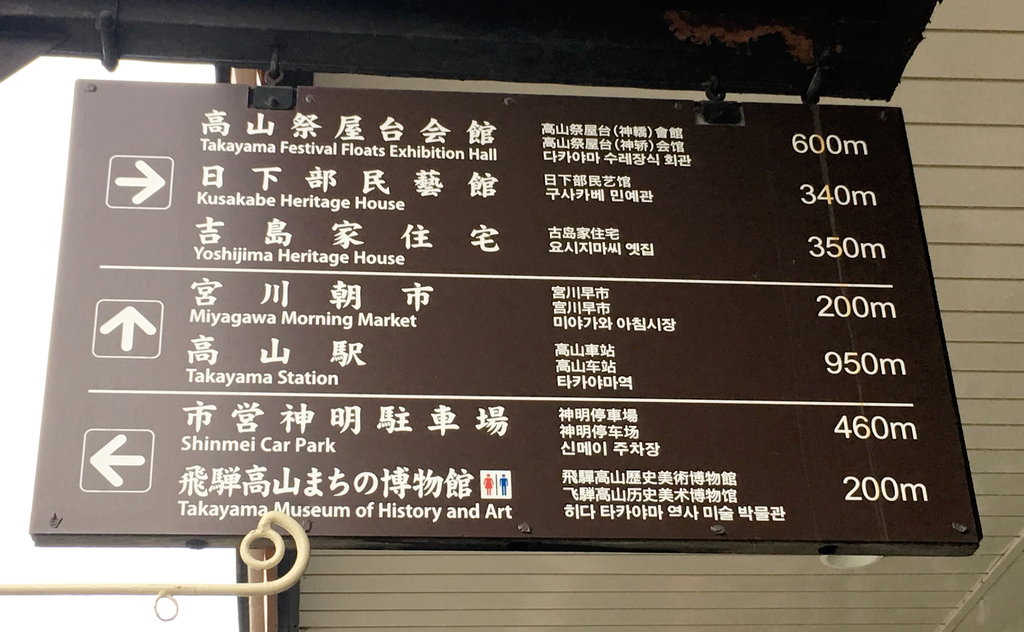 高山祭屋台会館
Takayama Festival Floats Exhibition Hall
高山祭屋台(神轎)會館
高山祭屋台(神轿)会馆
다카야마 수레장식 회관
600m
日下部民藝館
Kusakabe Heritage House
日下部民艺馆
구사카베 민예관
340m
吉島家住宅
Yoshijima Heritage House
古岛家住宅
요시지마씨 옛집
350m
宮川朝市
Miyagawa Morning Market
宮川早市
宫川早市
미야가와 아침시장
200m
高山駅
Takayama Station
高山車站
高山车站
타카야마역
950m
市営神明駐車場
Shinmei Car Park
神明停車場
神明停车场
신메이 주차장
460m
飛騨高山まちの博物館
Takayama Museum of History and Art
飛驒高山歷史美術博物館
飞驒高山历史美术博物馆
히다 타카야마 역사 미술 박물관
200m